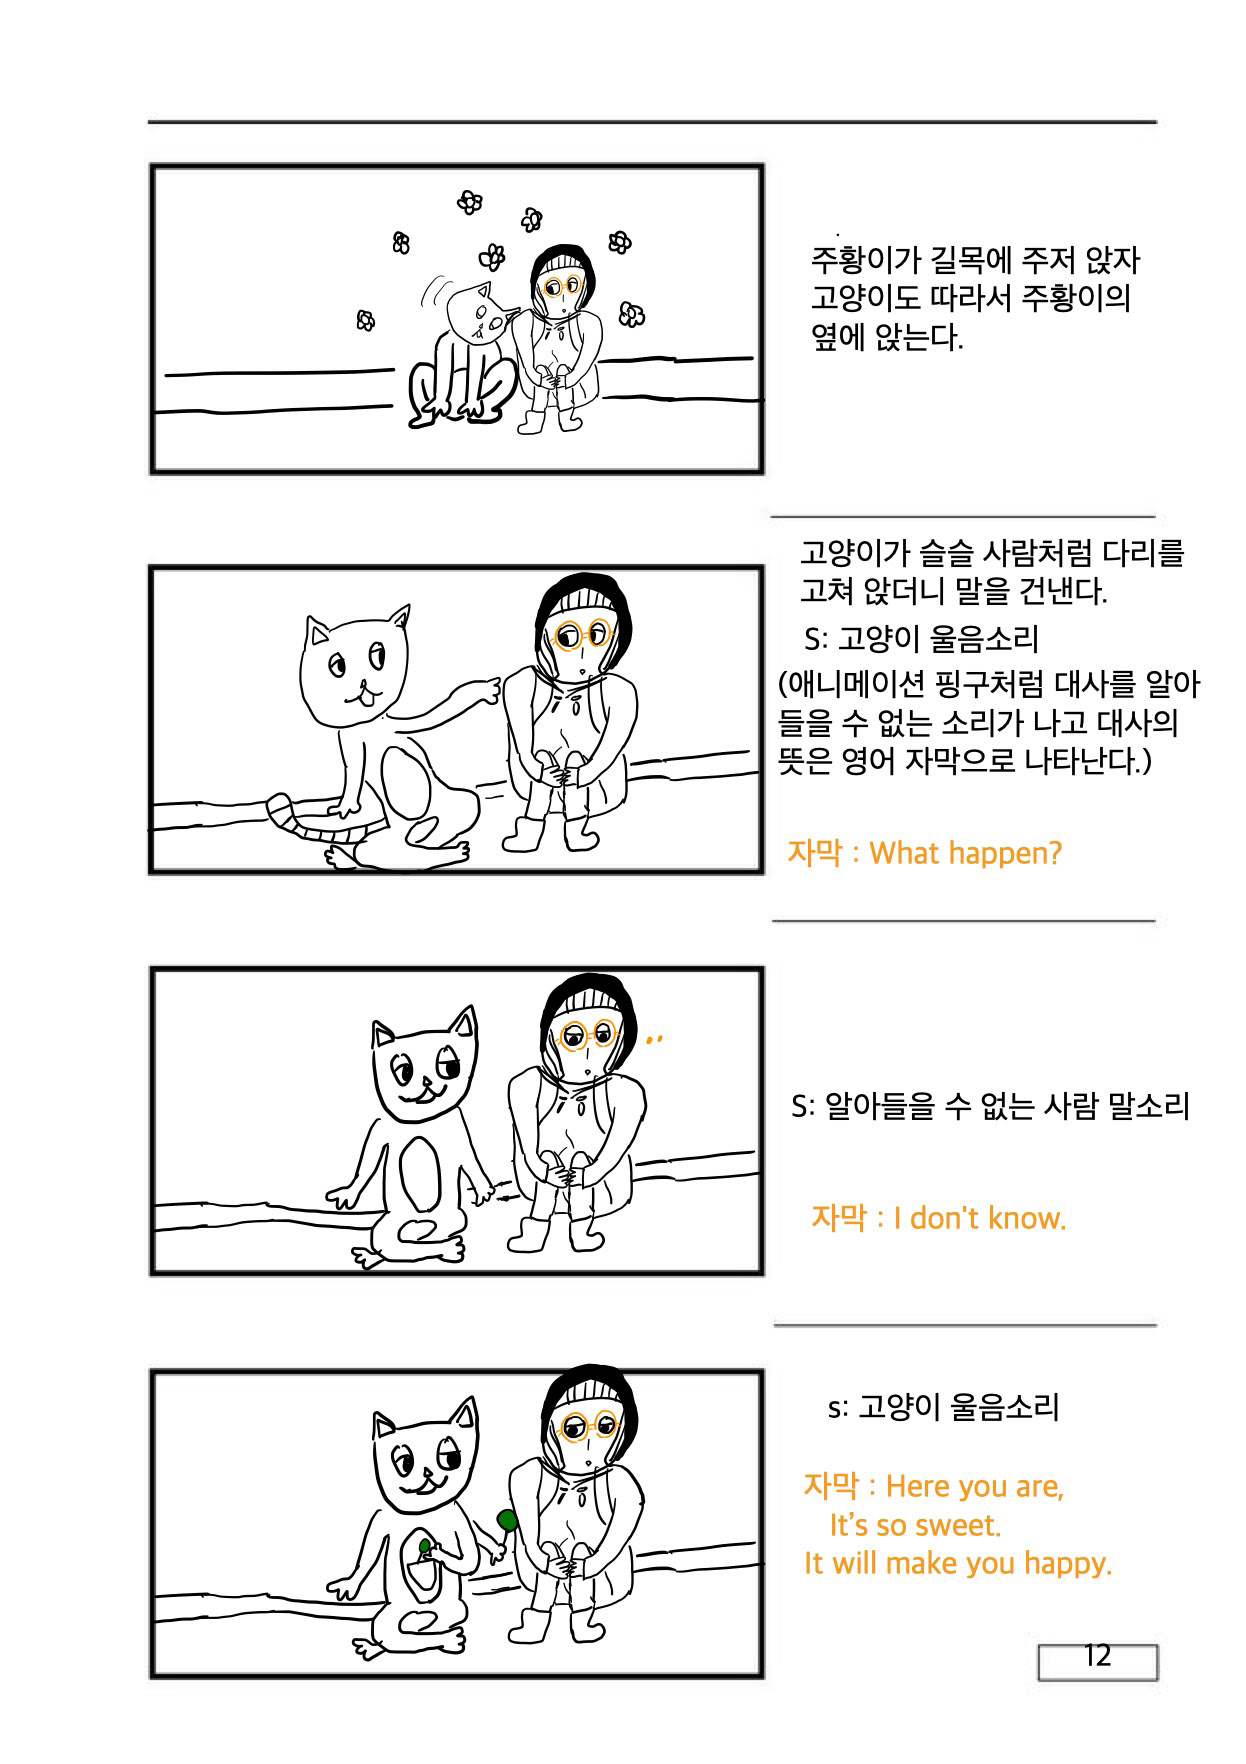 주황이가 길목에 주저 앉자
고양이도 따라서 주황이의
옆에 앉는다.
고양이가 슬슬 사람처럼 다리를
고쳐 앉더니 말을 건낸다.
S: 고양이 울음소리
(애니메이션 핑구처럼 대사를 알아
들을 수 없는 소리가 나고 대사의
뜻은 영어 자막으로 나타난다.)
자막 : What happen?
S: 알아들을 수 없는 사람 말소리
자막 : I don't know.
s: 고양이 울음소리
자막 : Here you are,
It's so sweet.
It will make you happy.
12